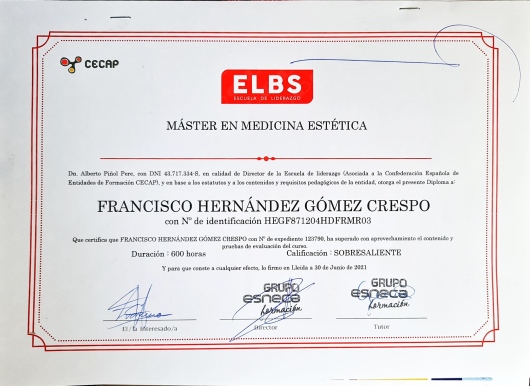 CECAP
ELBS
ESCUELA DE LIDERAZGO
MÁSTER EN MEDICINA ESTÉTICA
Dn. Alberto Piñol Pere, con DNI 43.717.334-S, en calidad de Director de la Escuela de liderazgo (Asociada a la Confederación Española de
Entidades de Formación CECAP), y en base a los estatutos y a los contenidos y requisitos pedagógicos de la entidad, otorga el presente Diploma a:
FRANCISCO HERNÁNDEZ GÓMEZ CRESPO
con Nº de identificación HEGF871204HDFRMR03
Que certifica que FRANCISCO HERNÁNDEZ GÓMEZ CRESPO con Nº de expediente 123790, ha superado con aprovechamiento el contenido y
pruebas de evaluación del curso.
Duración : 600 horas Calificación : SOBRESALIENTE
Y para que conste a cualquier efecto, lo firmo en Lleida a 30 de Junio de 2021
GRUPO esneca formación GRUPO esneca formación
El/la interesado/a Director Tutor